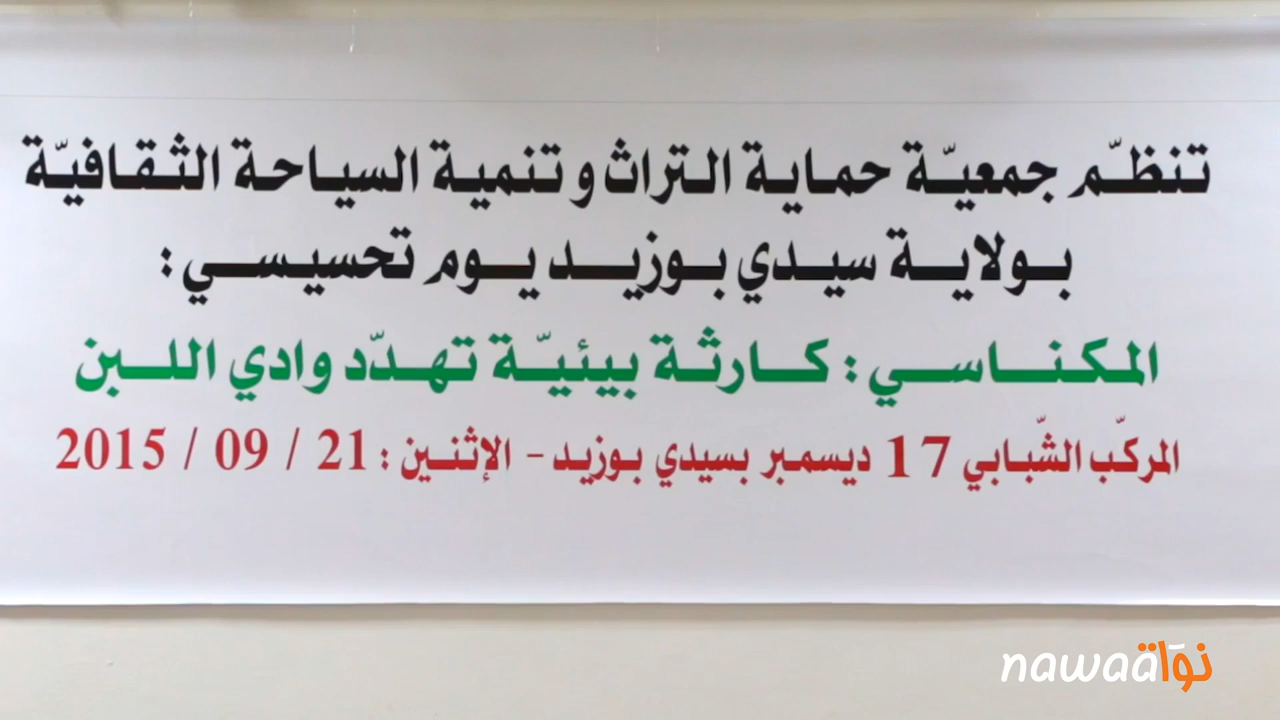 تنظّم جمعيّة حماية التراث و تنمية السياحة الثقافيّة
بولاية سيدي بوزيد يوم تحسيسي :
المكناسي : كارثة بيئيّة تهدّد وادي اللبن
المركّب الشّبابي 17 ديسمبر بسيدي بوزيد - الإثنين : 21 / 09 / 2015
nawaaة نواة